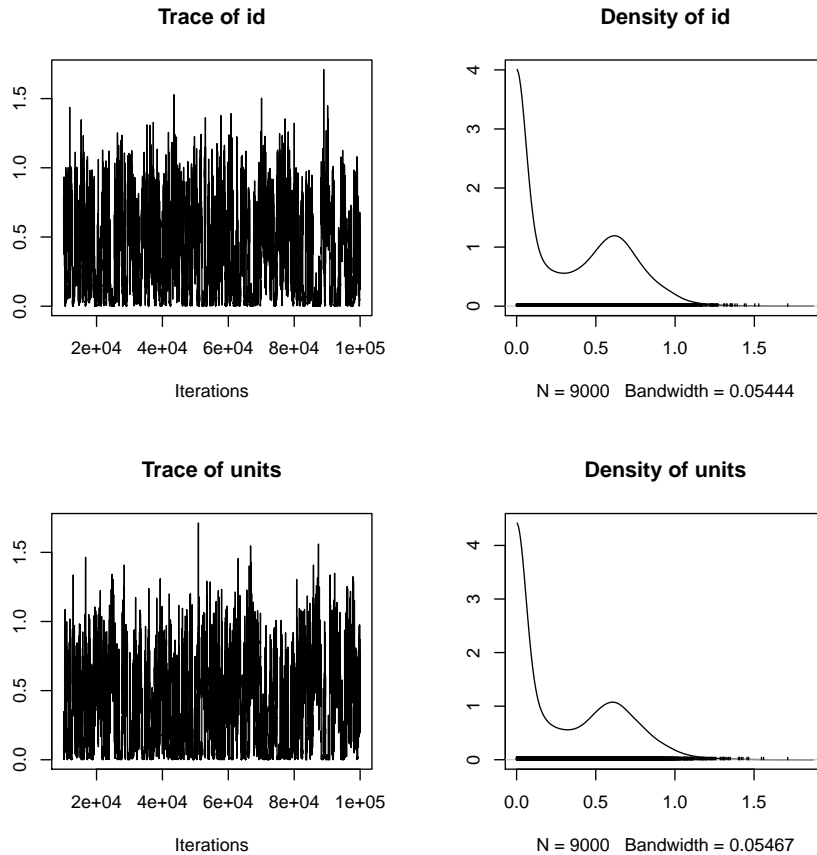 Trace of id
0.0 0.5 1.0 1.5
2e+04 4e+04 6e+04 8e+04 1e+05
Iterations
Density of id
0 1 2 3 4
0.0 0.5 1.0 1.5
N = 9000 Bandwidth = 0.05444
Trace of units
0.0 0.5 1.0 1.5
2e+04 4e+04 6e+04 8e+04 1e+05
Iterations
Density of units
0 1 2 3 4
0.0 0.5 1.0 1.5
N = 9000 Bandwidth = 0.05467